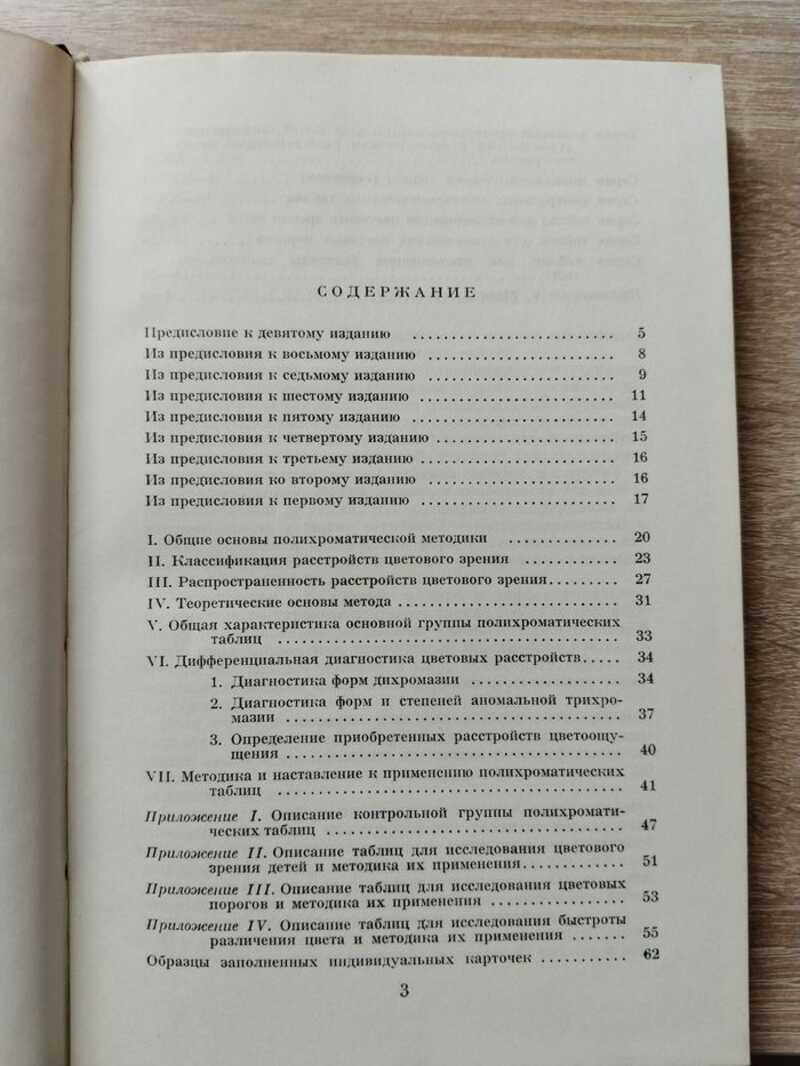 СОДЕРЖАНИЕ
Предисловие к девятому изданию .......................... 5
Из предисловия к восьмому изданию ........................ 8
Из предисловия к седьмому изданию ........................ 9
Из предисловия к шестому изданию ......................... 11
Из предисловия к пятому изданию .......................... 14
Из предисловия к четвертому изданию ....................... 15
Из предисловия к третьему изданию ......................... 16
Из предисловия ко второму изданию ........................ 16
Из предисловия к первому изданию ......................... 17
I. Общие основы полихроматической методики .............. 20
II. Классификация расстройств цветового зрения ............ 23
III. Распространенность расстройств цветового зрения......... 27
IV. Теоретические основы метода ............................ 31
V. Общая характеристика основной группы полихроматических
таблиц ............................................ 33
VI. Дифференциальная диагностика цветовых расстройств..... 34
1. Диагностика форм дихромазии .................... 34
2. Диагностика форм и степеней аномальной трихро-
мазии ........................................... 37
3. Определение приобретенных расстройств цветоощу-
щения ........................................... 40
VII. Методика и наставление к применению полихроматических
таблиц ............................................ 41
Приложение I. Описание контрольной группы полихромати-
ческих таблиц ...................................... 47
Приложение II. Описание таблиц для исследования цветового
зрения детей и методика их применения............. 51
Приложение III. Описание таблиц для исследования цветовых
порогов и методика их применения ................. 53
Приложение IV. Описание таблиц для исследования быстроты
различения цвета и методика их применения ....... 55
Образцы заполненных индивидуальных карточек ........... 62
3